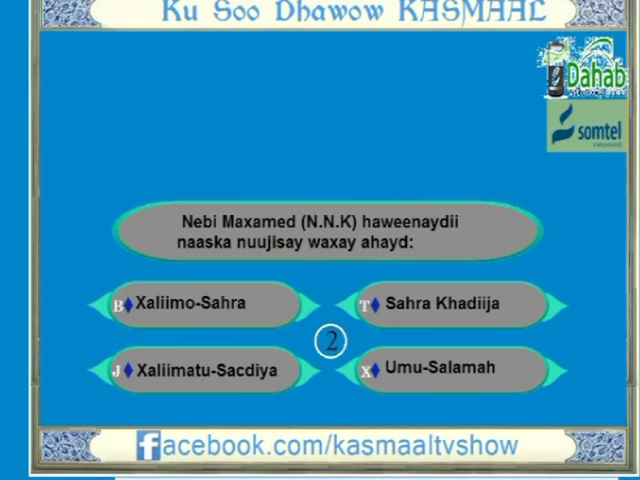 Ku Soo Dhawow KASMAAL
eDahab
somtel
Nebi Maxamed (N.N.K) haweenaydii
naaska nuujisay waxay ahayd:
B Xaliimo-Sahra
T Sahra Khadiija
2
J Xaliimatu-Sacdiya
X Umu-Salamah
facebook.com/kasmaaltvshow